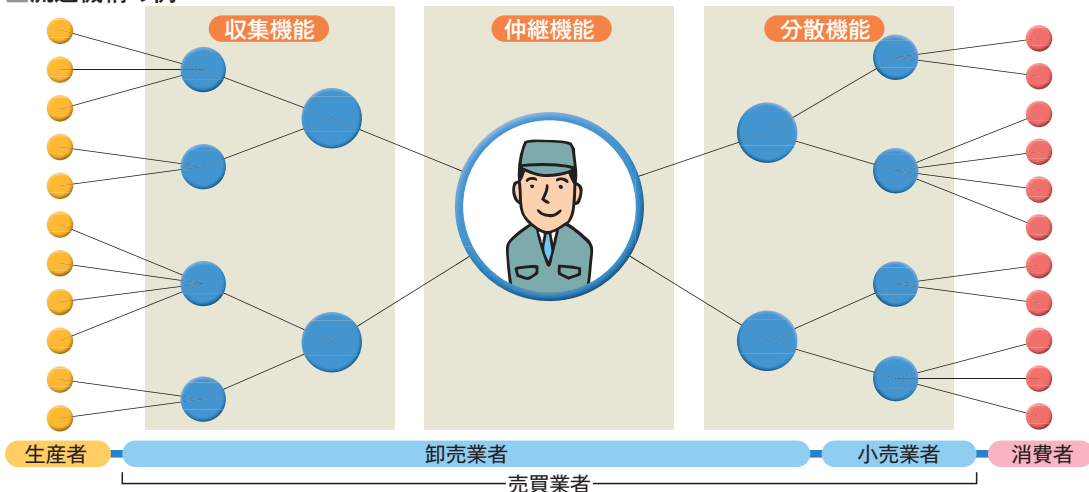 収集機能
仲継機能
分散機能
生産者
卸売業者
小売業者
消費者
売買業者